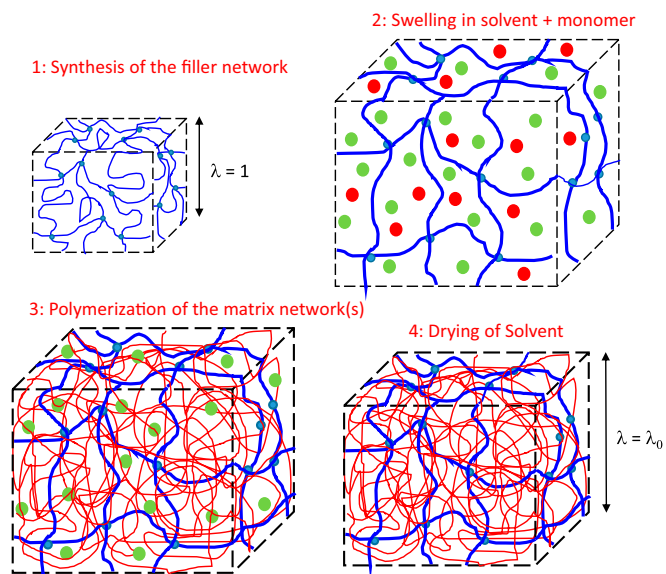 1: Synthesis of the filler network
λ = 1
2: Swelling in solvent + monomer
3: Polymerization of the matrix network(s)
4: Drying of Solvent
λ = λ₀